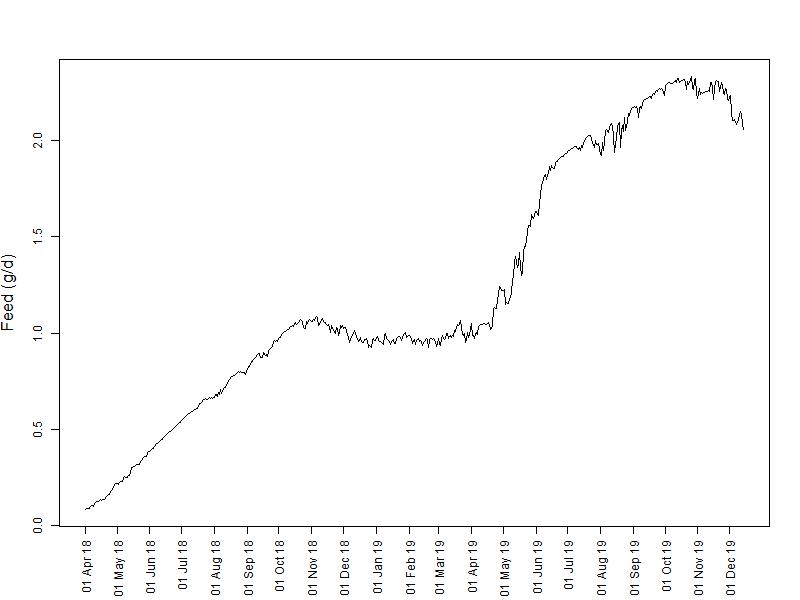 Feed (g/d)
2.0
1.5
1.0
0.5
0.0
01 Apr 18
01 May 18
01 Jun 18
01 Jul 18
01 Aug 18
01 Sep 18
01 Oct 18
01 Nov 18
01 Dec 18
01 Jan 19
01 Feb 19
01 Mar 19
01 Apr 19
01 May 19
01 Jun 19
01 Jul 19
01 Aug 19
01 Sep 19
01 Oct 19
01 Nov 19
01 Dec 19